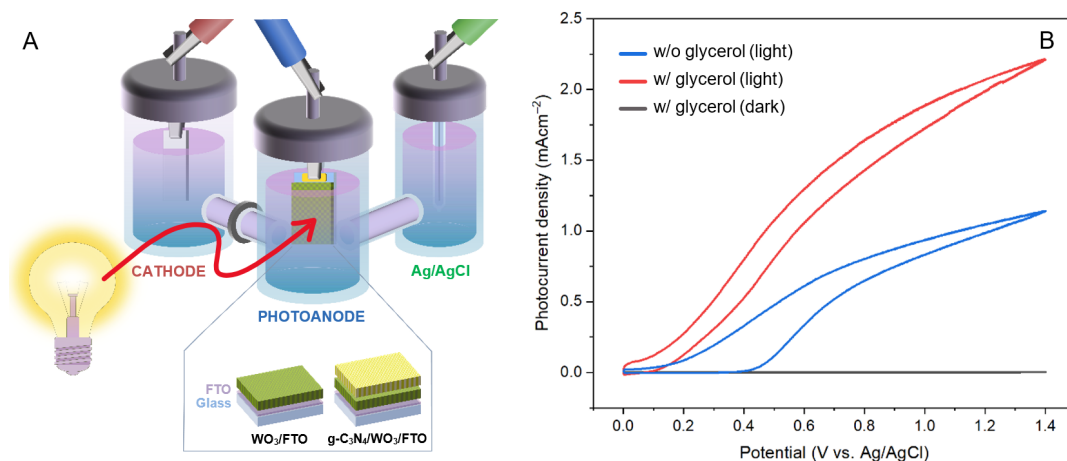 A
CATHODE
Ag/AgCl
PHOTOANODE
FTO
Glass
WO₃/FTO
g-C₃N₄/WO₃/FTO
B
w/o glycerol (light)
w/ glycerol (light)
w/ glycerol (dark)
Photocurrent density (mAcm⁻²)
2.5
2.0
1.5
1.0
0.5
0.0
0.0 0.2 0.4 0.6 0.8 1.0 1.2 1.4
Potential (V vs. Ag/AgCl)